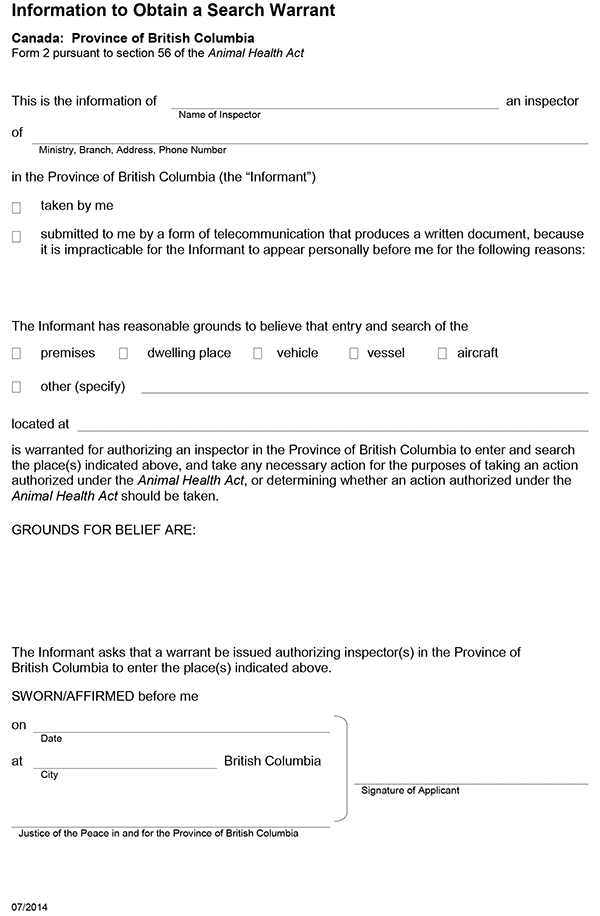 Information to Obtain a Search Warrant
Canada: Province of British Columbia
Form 2 pursuant to section 56 of the Animal Health Act
This is the information of an inspector
Name of Inspector
of
Ministry, Branch, Address, Phone Number
in the Province of British Columbia (the “Informant”)
taken by me
submitted to me by a form of telecommunication that produces a written document, because
it is impracticable for the Informant to appear personally before me for the following reasons:
The Informant has reasonable grounds to believe that entry and search of the
premises dwelling place vehicle vessel aircraft
other (specify)
located at
is warranted for authorizing an inspector in the Province of British Columbia to enter and search
the place(s) indicated above, and take any necessary action for the purposes of taking an action
authorized under the Animal Health Act, or determining whether an action authorized under the
Animal Health Act should be taken.
GROUNDS FOR BELIEF ARE:
The Informant asks that a warrant be issued authorizing inspector(s) in the Province of
British Columbia to enter the place(s) indicated above.
SWORN/AFFIRMED before me
on
Date
at British Columbia
City
Signature of Applicant
Justice of the Peace in and for the Province of British Columbia
07/2014